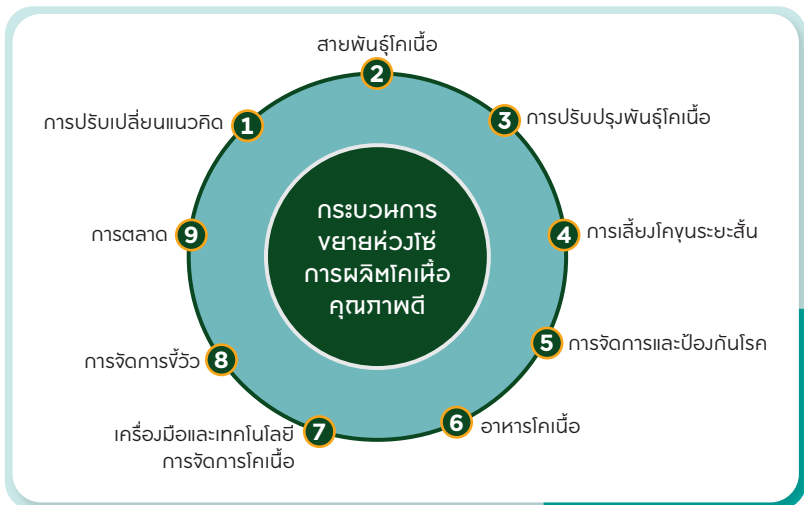 สายพันธุ์โคเนื้อ
2
การปรับเปลี่ยนแนวคิด 1
3 การปรับปรุงพันธุ์โคเนื้อ
กระบวนการ
ขยายห่วงโซ่
การผลิตโคเนื้อ
คุณภาพดี
การตลาด 9
4 การเลี้ยงโคขุนระยะสั้น
5 การจัดการและป้องกันโรค
การจัดการขี้วัว 8
6 อาหารโคเนื้อ
เครื่องมือและเทคโนโลยี 7
การจัดการโคเนื้อ